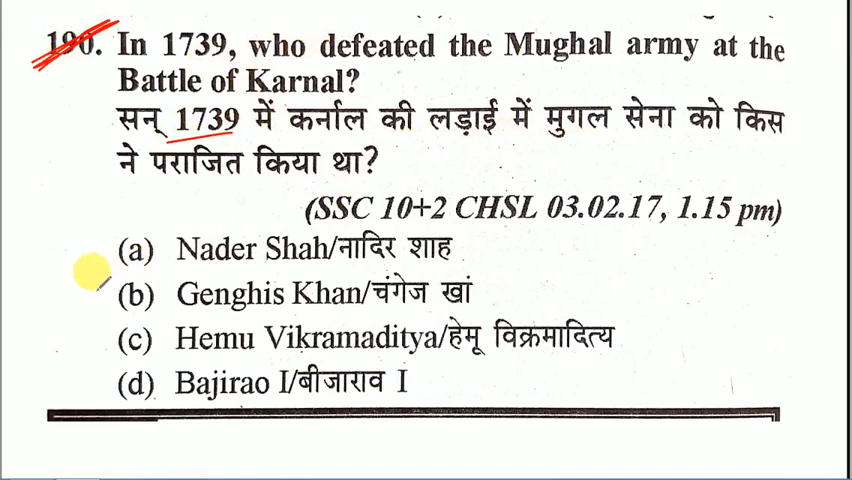 190. In 1739, who defeated the Mughal army at the
Battle of Karnal?
सन् 1739 में कर्नाल की लड़ाई में मुगल सेना को किस
ने पराजित किया था?
(SSC 10+2 CHSL 03.02.17, 1.15 pm)
(a) Nader Shah/नादिर शाह
(b) Genghis Khan/चंगेज खां
(c) Hemu Vikramaditya/हेमू विक्रमादित्य
(d) Bajirao I/बीजाराव I